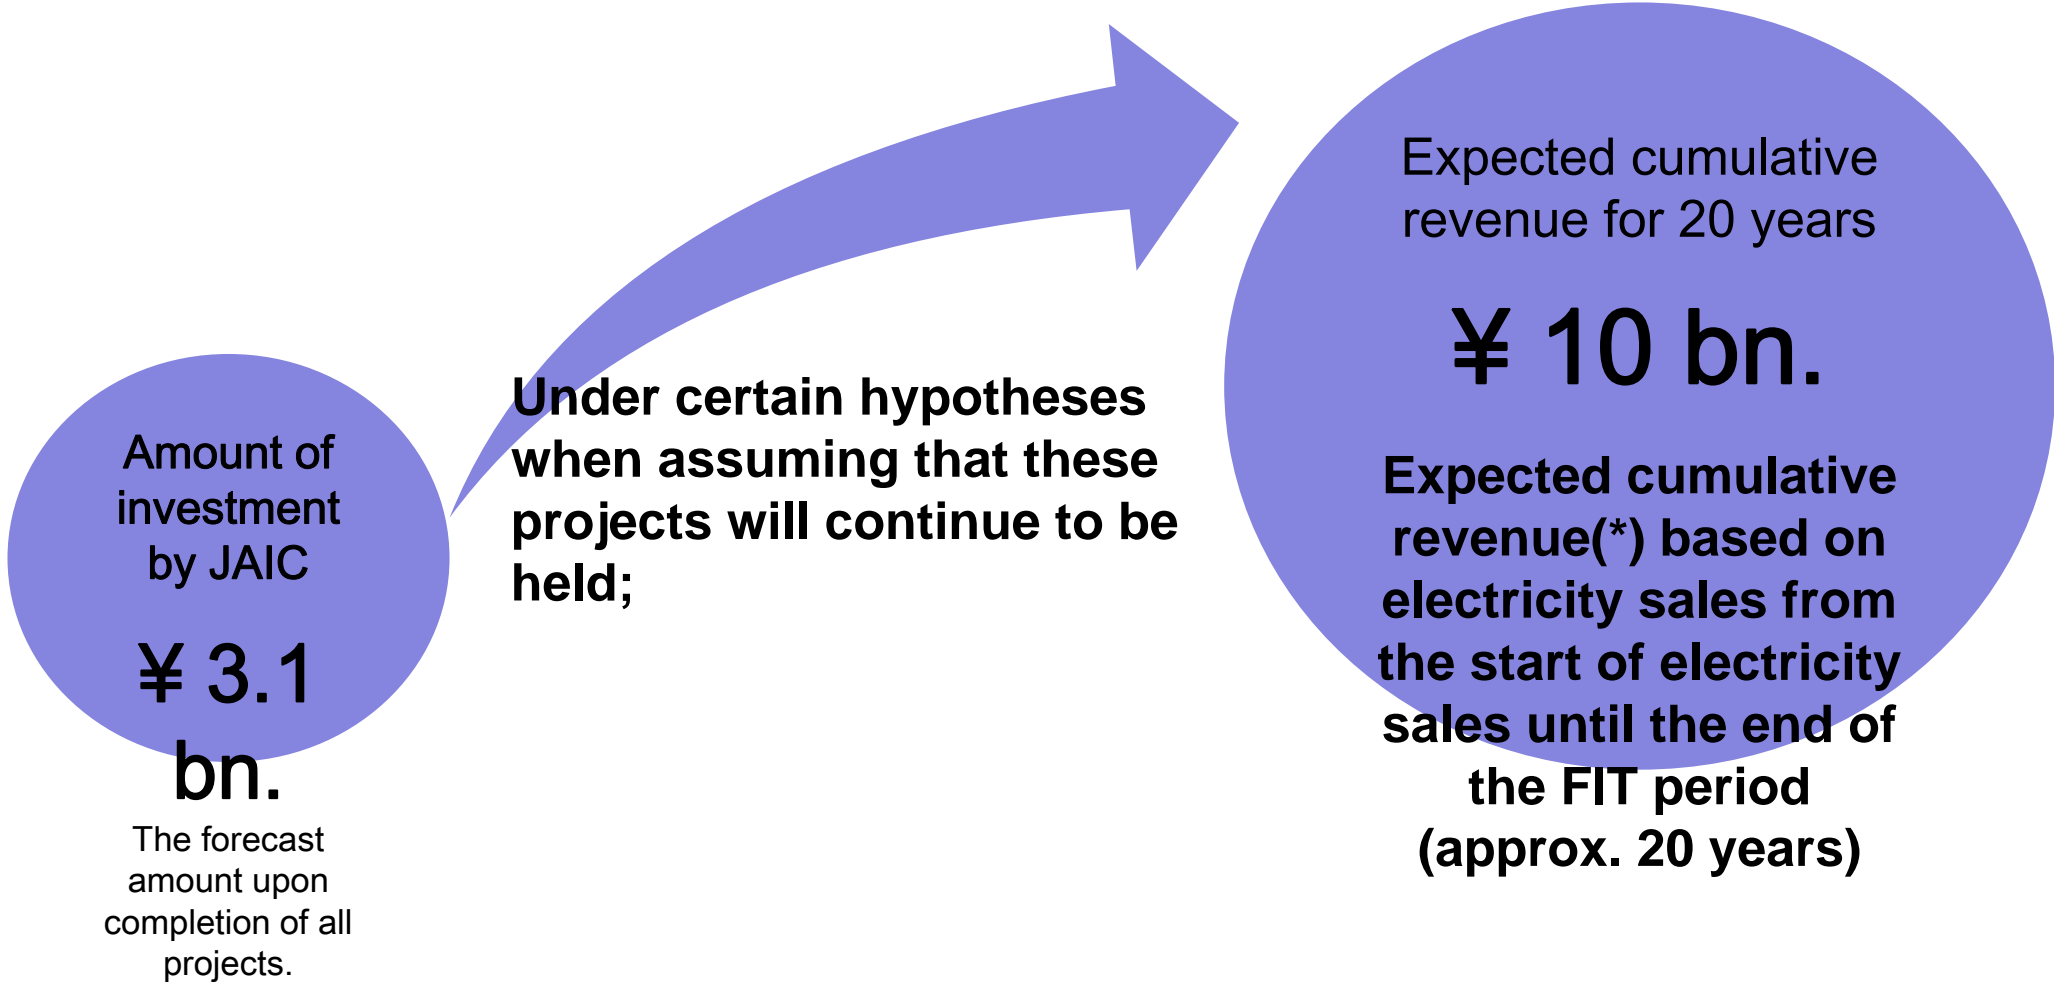 Amount of
investment
by JAIC
¥ 3.1
bn.
The forecast
amount upon
completion of all
projects.
Under certain hypotheses
when assuming that these
projects will continue to be
held;
Expected cumulative
revenue for 20 years
¥ 10 bn.
Expected cumulative
revenue(*) based on
electricity sales from
the start of electricity
sales until the end of
the FIT period
(approx. 20 years)